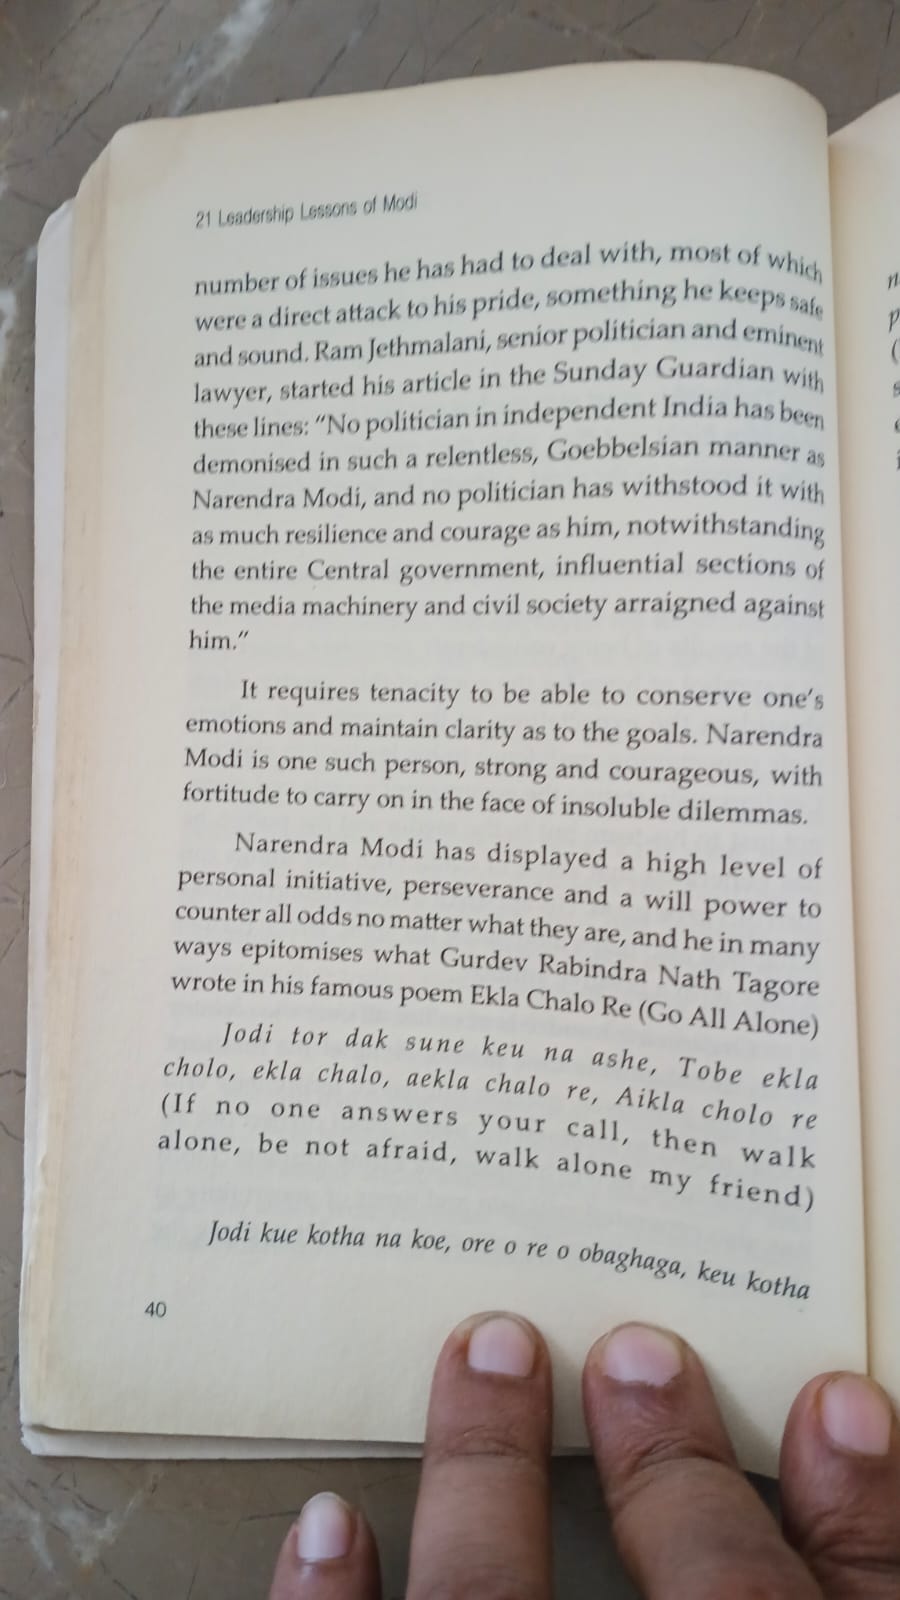 21 Leadership Lessons of Modi
number of issues he has had to deal with, most of which
were a direct attack to his pride, something he keeps safe
and sound. Ram Jethmalani, senior politician and eminent
lawyer, started his article in the Sunday Guardian with
these lines: “No politician in independent India has been
demonised in such a relentless, Goebbelsian manner as
Narendra Modi, and no politician has withstood it with
as much resilience and courage as him, notwithstanding
the entire Central government, influential sections of
the media machinery and civil society arraigned against
him.”
It requires tenacity to be able to conserve one’s
emotions and maintain clarity as to the goals. Narendra
Modi is one such person, strong and courageous, with
fortitude to carry on in the face of insoluble dilemmas.
Narendra Modi has displayed a high level of
personal initiative, perseverance and a will power to
counter all odds no matter what they are, and he in many
ways epitomises what Gurdev Rabindra Nath Tagore
wrote in his famous poem Ekla Chalo Re (Go All Alone)
Jodi tor dak sune keu na ashe, Tobe ekla
cholo, ekla chalo, aekla chalo re, Aikla cholo re
(If no one answers your call, then walk
alone, be not afraid, walk alone my friend)
Jodi kue kotha na koe, ore o re o obaghaga, keu kotha
40